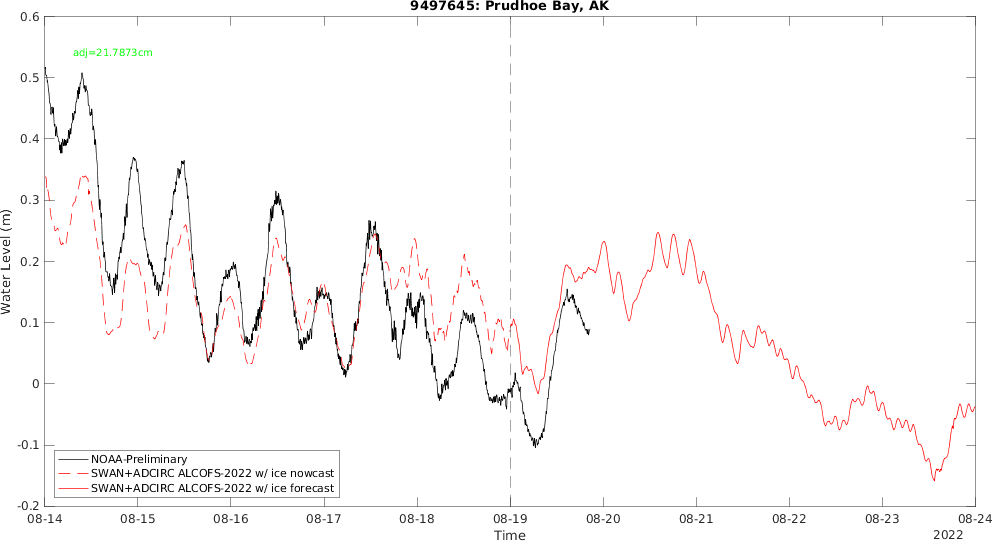 9497645: Prudhoe Bay, AK
adj=21.7873cm
0.6
0.5
0.4
0.3
0.2
0.1
0
-0.1
-0.2
Water Level (m)
NOAA-Preliminary
SWAN+ADCIRC ALCOFS-2022 w/ ice nowcast
SWAN+ADCIRC ALCOFS-2022 w/ ice forecast
08-14 08-15 08-16 08-17 08-18 08-19 08-20 08-21 08-22 08-23 08-24
Time
2022